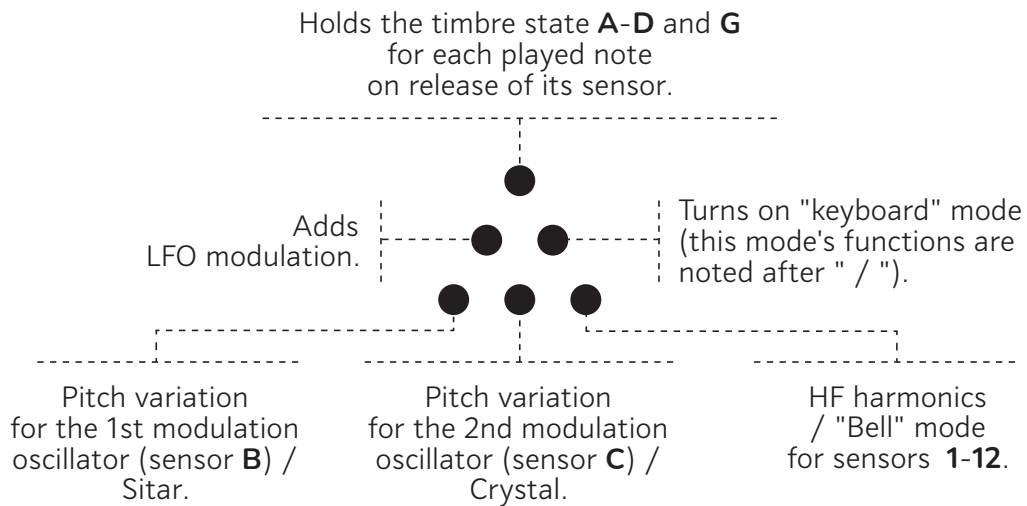 Holds the timbre state A-D and G
for each played note
on release of its sensor.
Adds
LFO modulation.
Turns on "keyboard" mode
(this mode's functions are
noted after " / ").
Pitch variation
for the 1st modulation
oscillator (sensor B) /
Sitar.
Pitch variation
for the 2nd modulation
oscillator (sensor C) /
Crystal.
HF harmonics
/ "Bell" mode
for sensors 1-12.